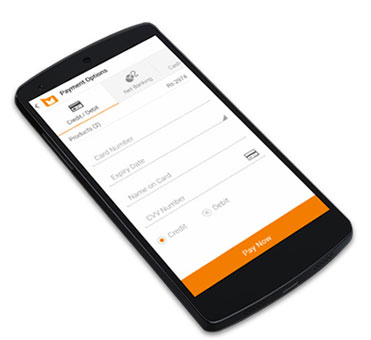 Payment Options
Credit / Debit
Net Banking
Cash
Products (2)
Rs 2974
Card Number
Expiry Date
Name on Card
CVV Number
Credit
Debit
Pay Now